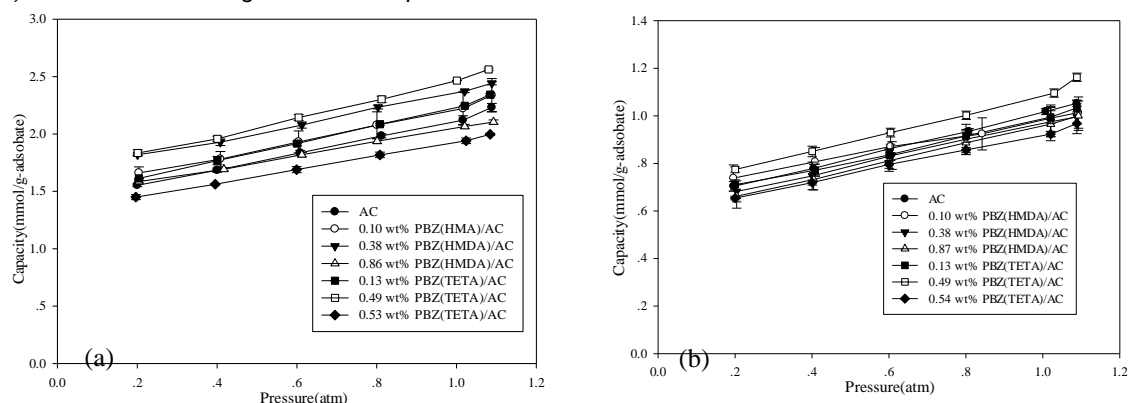 3.0
2.5
2.0
1.5
1.0
.5
0.0
Capacity(mmol/g-adsobate)
AC
0.10 wt% PBZ(HMA)/AC
0.38 wt% PBZ(HMDA)/AC
0.86 wt% PBZ(HMDA)/AC
0.13 wt% PBZ(TETA)/AC
0.49 wt% PBZ(TETA)/AC
0.53 wt% PBZ(TETA)/AC
(a)
0.0 .2 .4 .6 .8 1.0 1.2
Pressure(atm)
1.4
1.2
1.0
.8
.6
.4
.2
0.0
Capacity(mmol/g-adsobate)
AC
0.10 wt% PBZ(HMDA)/AC
0.38 wt% PBZ(HMDA)/AC
0.87 wt% PBZ(HMDA)/AC
0.13 wt% PBZ(TETA)/AC
0.49 wt% PBZ(TETA)/AC
0.54 wt% PBZ(TETA)/AC
(b)
0.0 .2 .4 .6 .8 1.0 1.2
Pressure(atm)